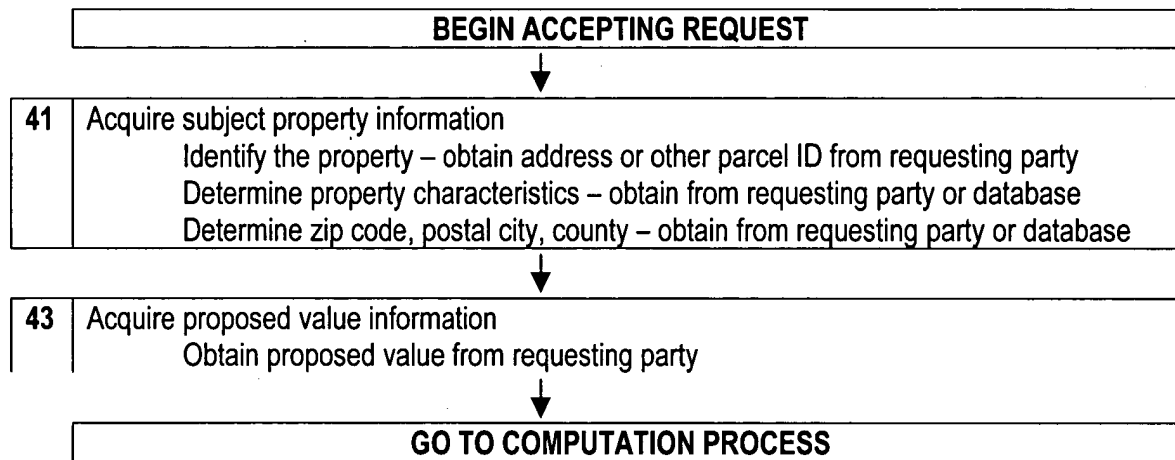 BEGIN ACCEPTING REQUEST
41 Acquire subject property information
Identify the property – obtain address or other parcel ID from requesting party
Determine property characteristics – obtain from requesting party or database
Determine zip code, postal city, county – obtain from requesting party or database
43 Acquire proposed value information
Obtain proposed value from requesting party
GO TO COMPUTATION PROCESS